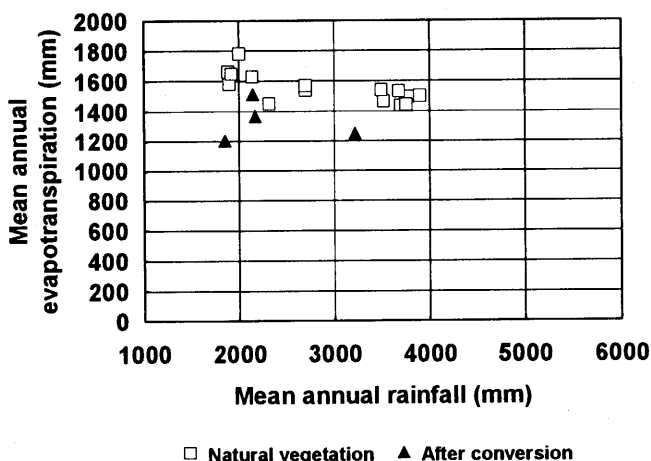 Mean annual
evapotranspiration (mm)
2000
1800
1600
1400
1200
1000
800
600
400
200
0
1000 2000 3000 4000 5000 6000
Mean annual rainfall (mm)
Natural vegetation After conversion